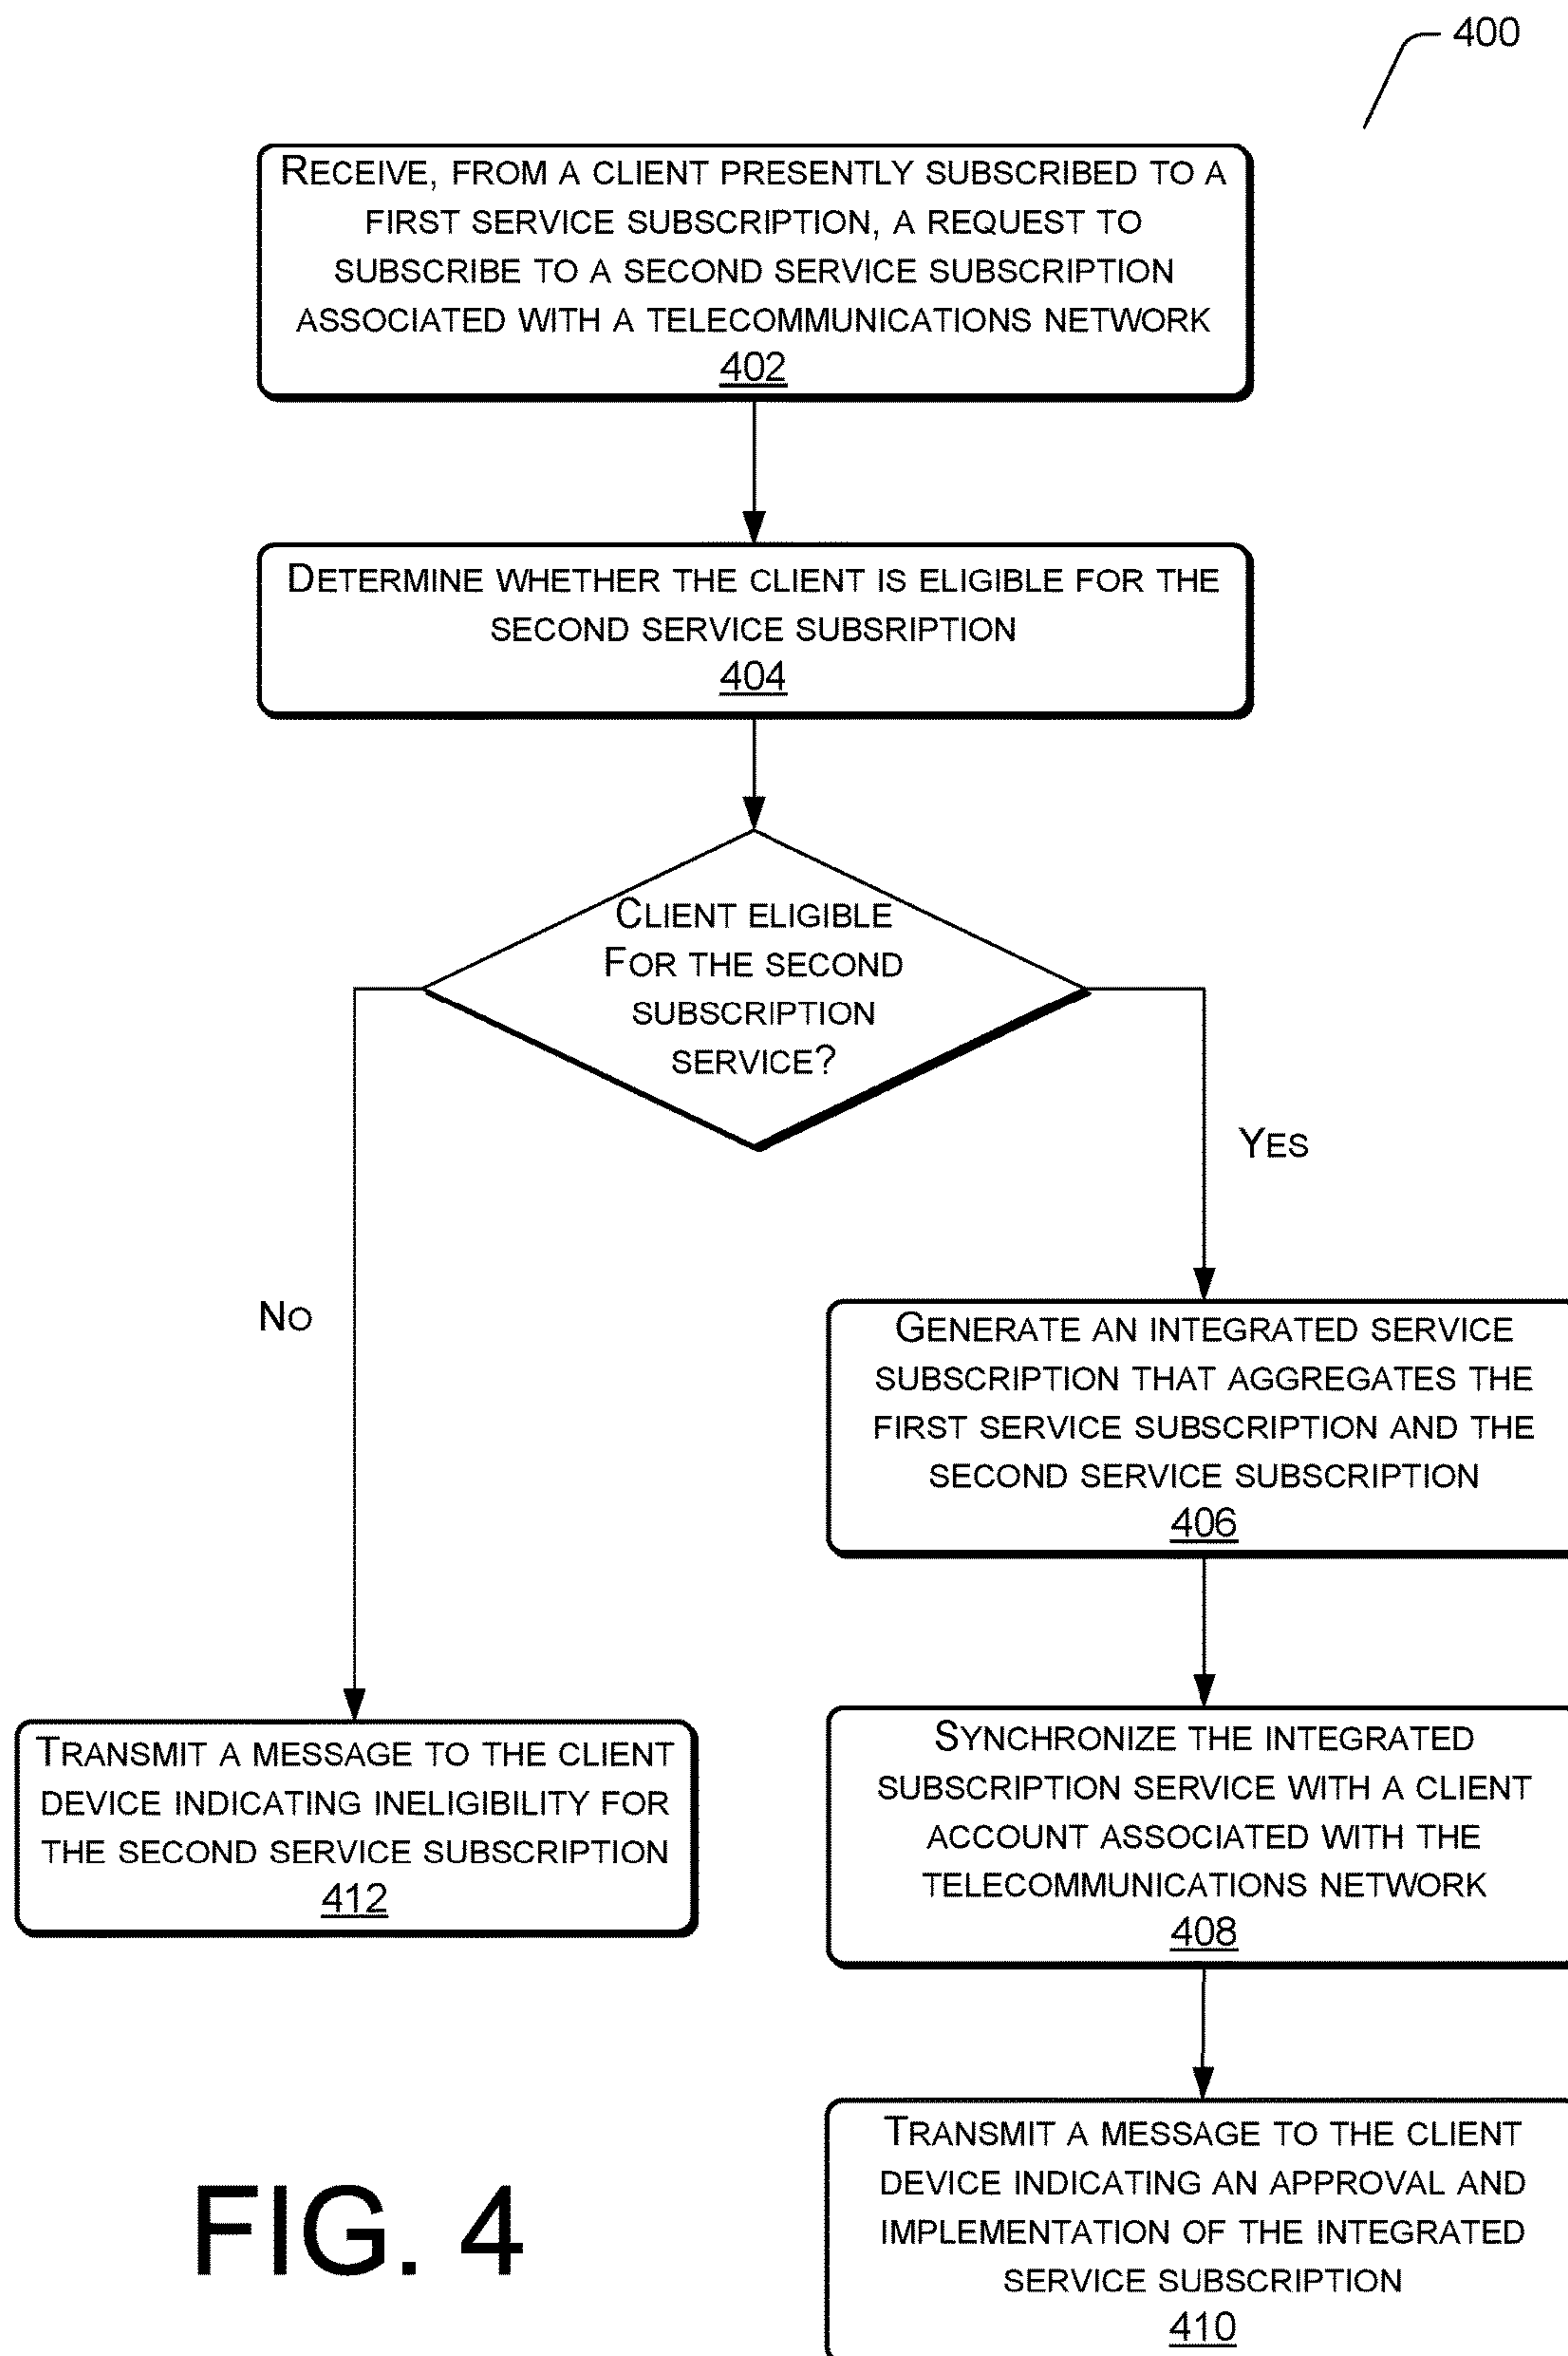 400
RECEIVE, FROM A CLIENT PRESENTLY SUBSCRIBED TO A
FIRST SERVICE SUBSCRIPTION, A REQUEST TO
SUBSCRIBE TO A SECOND SERVICE SUBSCRIPTION
ASSOCIATED WITH A TELECOMMUNICATIONS NETWORK
402
DETERMINE WHETHER THE CLIENT IS ELIGIBLE FOR THE
SECOND SERVICE SUBSRIPTION
404
CLIENT ELIGIBLE
FOR THE SECOND
SUBSCRIPTION
SERVICE?
YES
NO
GENERATE AN INTEGRATED SERVICE
SUBSCRIPTION THAT AGGREGATES THE
FIRST SERVICE SUBSCRIPTION AND THE
SECOND SERVICE SUBSCRIPTION
406
TRANSMIT A MESSAGE TO THE CLIENT
DEVICE INDICATING INELIGIBILITY FOR
THE SECOND SERVICE SUBSCRIPTION
412
SYNCHRONIZE THE INTEGRATED
SUBSCRIPTION SERVICE WITH A CLIENT
ACCOUNT ASSOCIATED WITH THE
TELECOMMUNICATIONS NETWORK
408
TRANSMIT A MESSAGE TO THE CLIENT
DEVICE INDICATING AN APPROVAL AND
IMPLEMENTATION OF THE INTEGRATED
SERVICE SUBSCRIPTION
410
FIG. 4